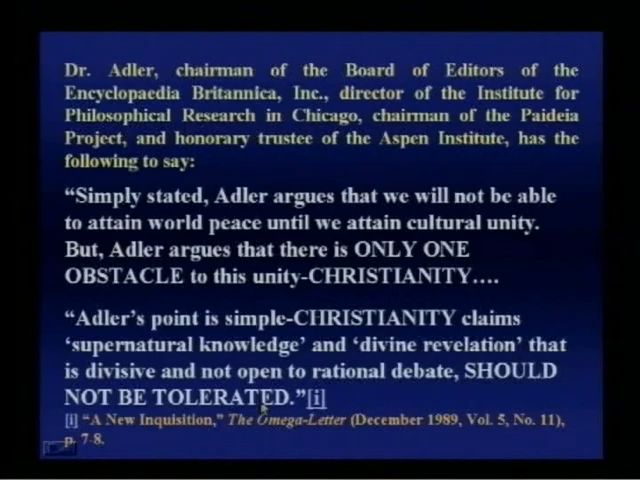 Dr. Adler, chairman of the Board of Editors of the
Encyclopaedia Britannica, Inc., director of the Institute for
Philosophical Research in Chicago, chairman of the Paideia
Project, and honorary trustee of the Aspen Institute, has the
following to say:
“Simply stated, Adler argues that we will not be able
to attain world peace until we attain cultural unity.
But, Adler argues that there is ONLY ONE
OBSTACLE to this unity-CHRISTIANITY….
“Adler’s point is simple-CHRISTIANITY claims
‘supernatural knowledge’ and ‘divine revelation’ that
is divisive and not open to rational debate, SHOULD
NOT BE TOLERATED.”[i]
[i] “A New Inquisition,” The Omega-Letter (December 1989, Vol. 5, No. 11),
p. 7-8.